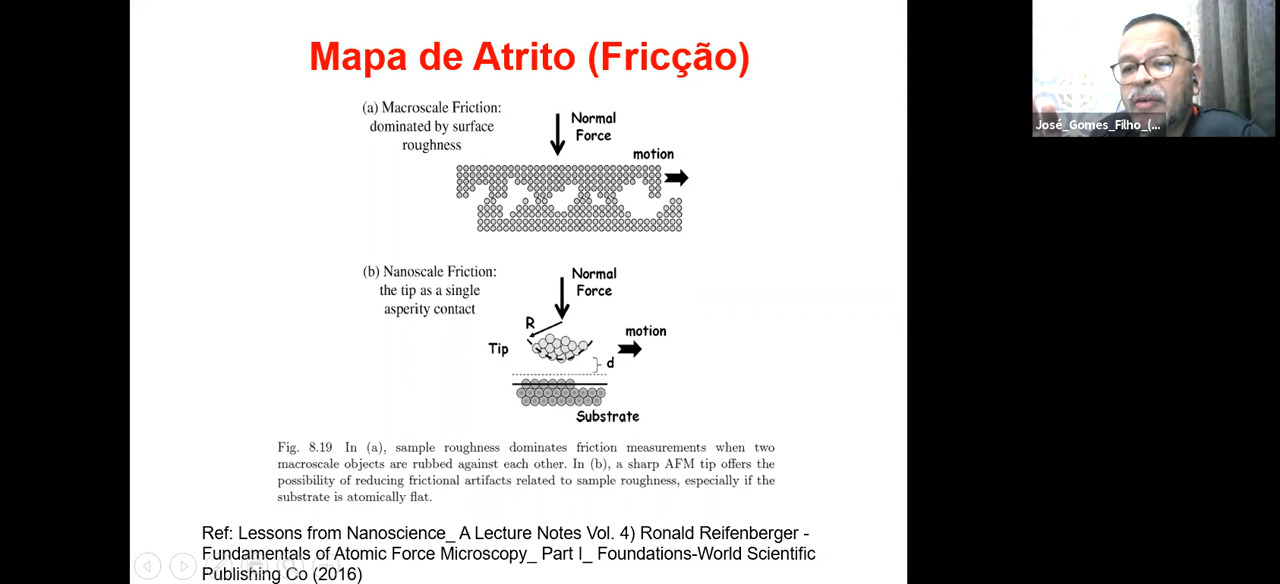 Mapa de Atrito (Fricção)
(a) Macroscale Friction:
dominated by surface
roughness
Normal
Force
motion
(b) Nanoscale Friction:
the tip as a single
asperity contact
Normal
Force
R
motion
Tip
d
Substrate
Fig. 8.19 In (a), sample roughness dominates friction measurements when two
macroscale objects are rubbed against each other. In (b), a sharp AFM tip offers the
possibility of reducing frictional artifacts related to sample roughness, especially if the
substrate is atomically flat.
Ref: Lessons from Nanoscience_ A Lecture Notes Vol. 4) Ronald Reifenberger -
Fundamentals of Atomic Force Microscopy_ Part I_ Foundations-World Scientific
Publishing Co (2016)
José_Gomes_Filho_(...